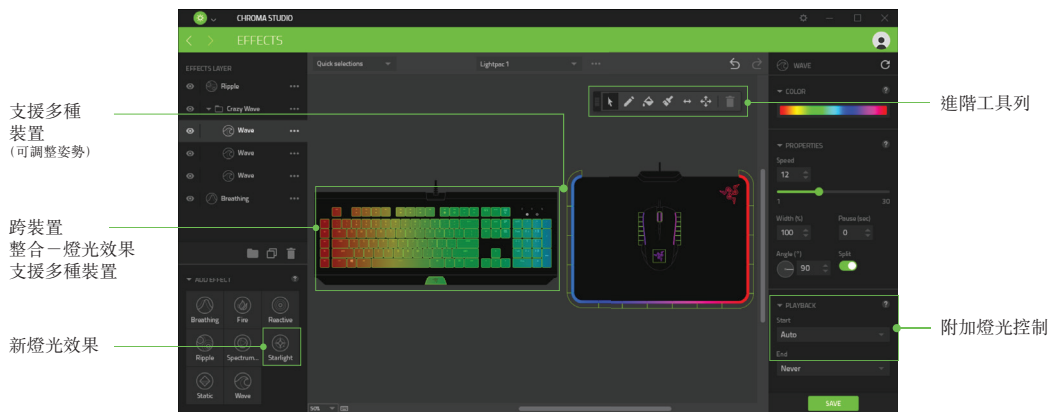 CHROMA STUDIO
EFFECTS
EFFECTS LAYER
Ripple
Crazy Wave
Wave
Wave
Wave
Breathing
ADD EFFECT
Breathing Fire Reactive
Ripple Spectrum... Starlight
Static Wave
Quick selections
Lightpac 1
50%
WAVE
COLOR
PROPERTIES
Speed
12
1 30
Width (%) Pause (sec)
100 0
Angle (°) Split
90
PLAYBACK
Start
Auto
End
Never
SAVE
支援多種
裝置
(可調整姿勢)
跨裝置
整合－燈光效果
支援多種裝置
新燈光效果
進階工具列
附加燈光控制